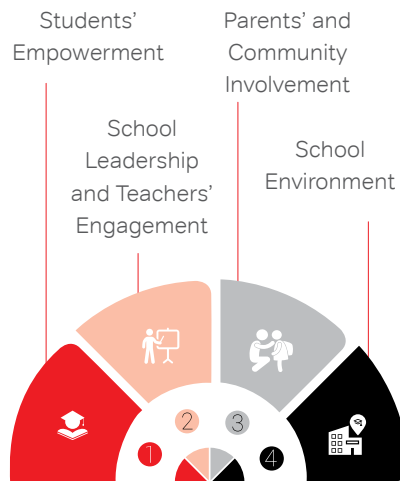 Students'
Empowerment
Parents' and
Community
Involvement
School
Leadership
and Teachers'
Engagement
School
Environment
1
2
3
4